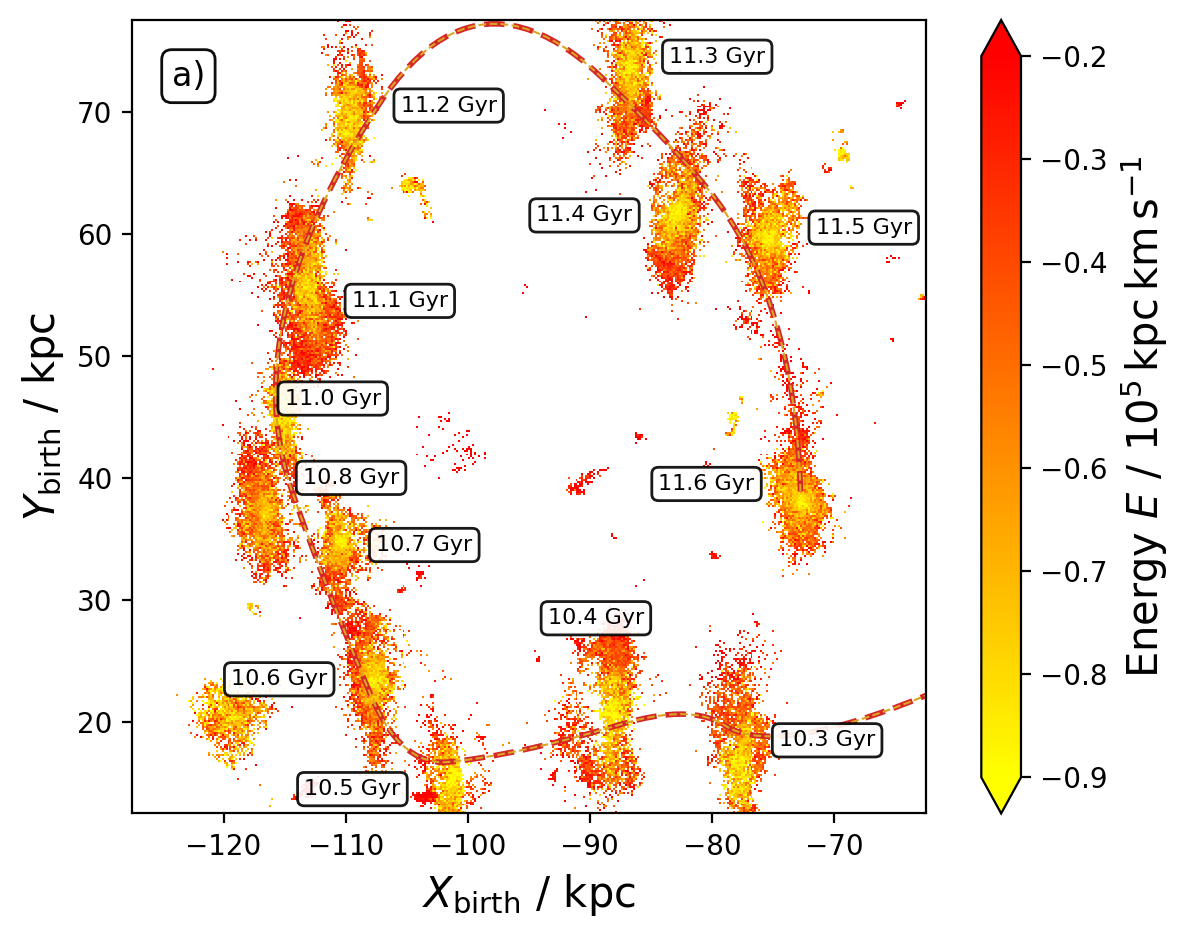 a)
11.3 Gyr
11.2 Gyr
11.4 Gyr
11.5 Gyr
11.1 Gyr
11.0 Gyr
10.8 Gyr
11.6 Gyr
10.7 Gyr
10.4 Gyr
10.6 Gyr
10.3 Gyr
10.5 Gyr
70
60
50
40
30
20
Y_birth / kpc
−120 −110 −100 −90 −80 −70
X_birth / kpc
−0.2
−0.3
−0.4
−0.5
−0.6
−0.7
−0.8
−0.9
Energy E / 10⁵ kpc km s⁻¹